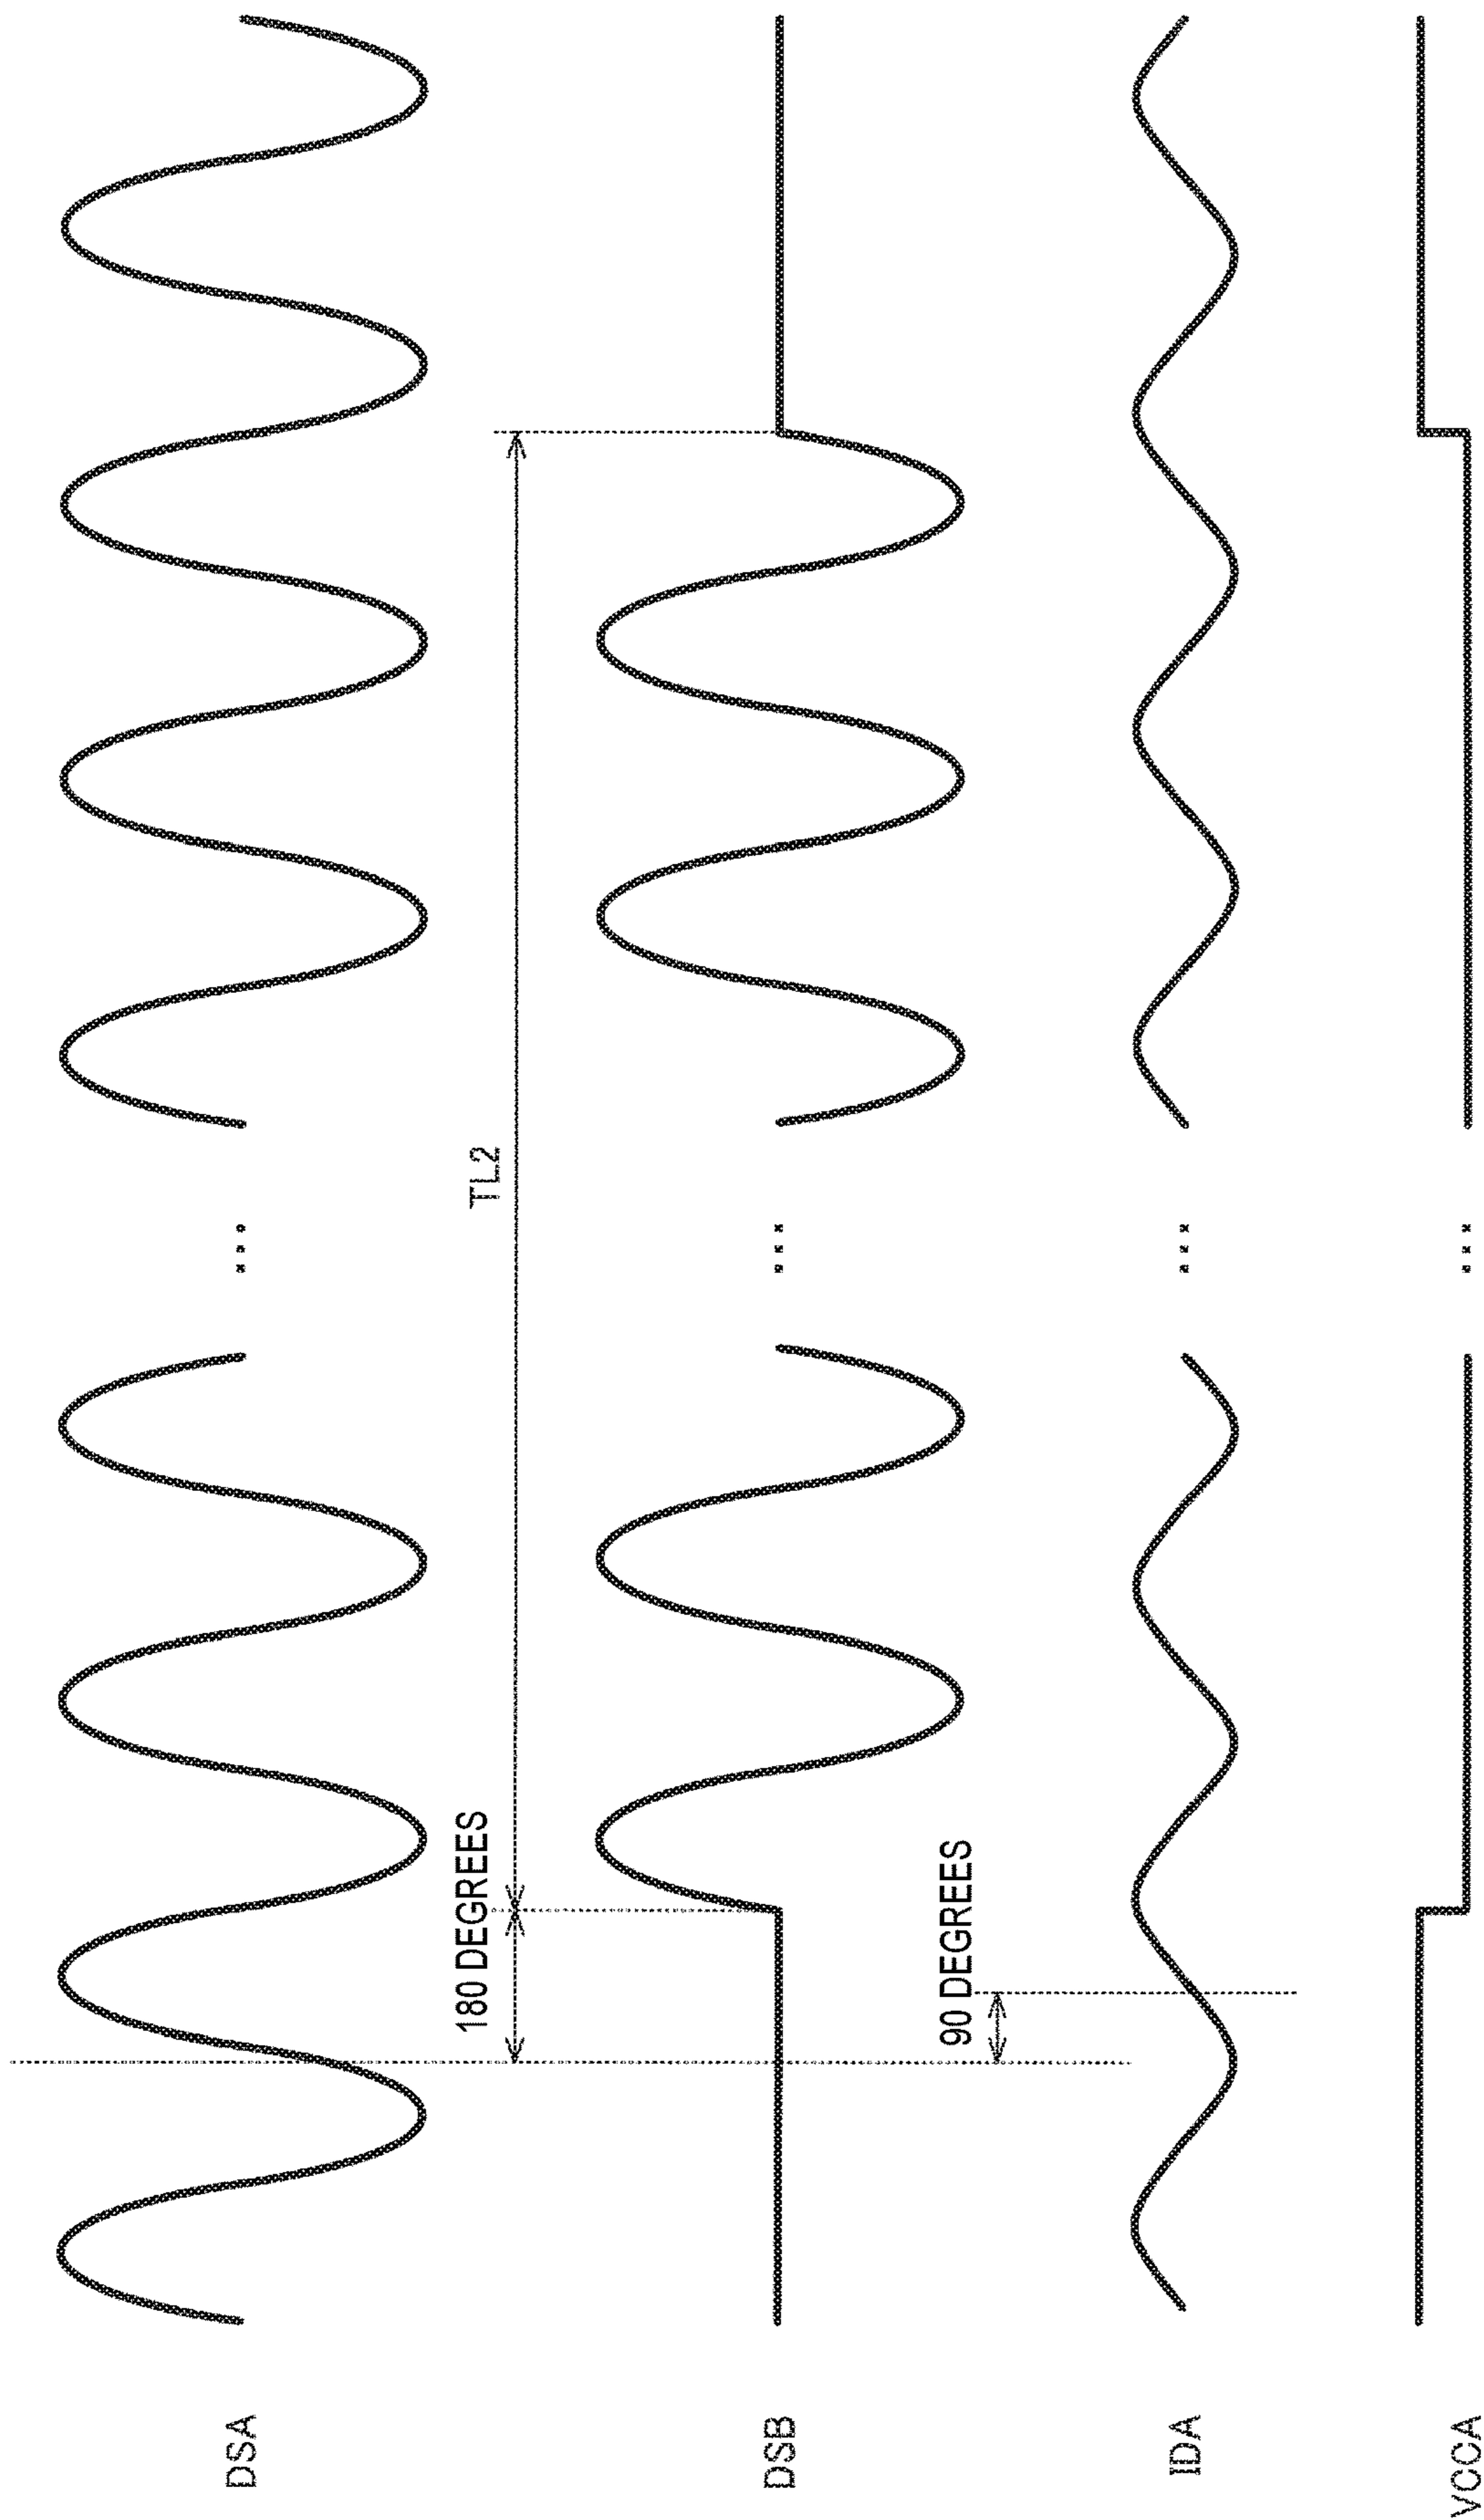 DSA
TL2
180 DEGREES
DSB
90 DEGREES
IDA
VCCA